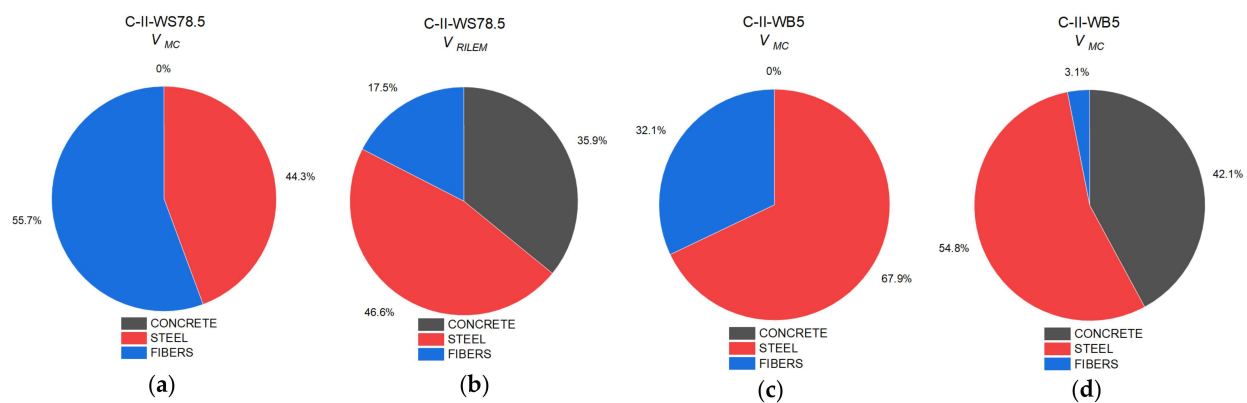 C-II-WS78.5
V MC
0%
44.3%
55.7%
CONCRETE
STEEL
FIBERS
(a)
C-II-WS78.5
V RILEM
17.5%
35.9%
46.6%
CONCRETE
STEEL
FIBERS
(b)
C-II-WB5
V MC
0%
32.1%
67.9%
CONCRETE
STEEL
FIBERS
(c)
C-II-WB5
V MC
3.1%
42.1%
54.8%
CONCRETE
STEEL
FIBERS
(d)